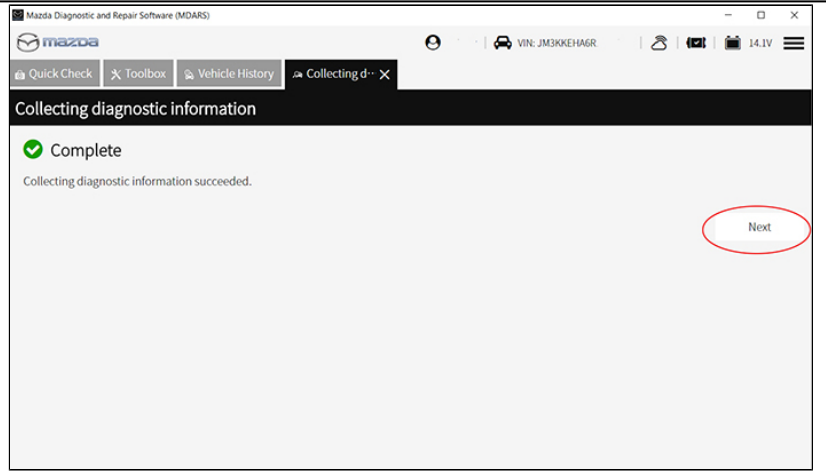 Mazda Diagnostic and Repair Software (MDARS)
mazda
VIN: JM3KKEHA6R
14.1V
Quick Check
Toolbox
Vehicle History
Collecting d···
Collecting diagnostic information
Complete
Collecting diagnostic information succeeded.
Next